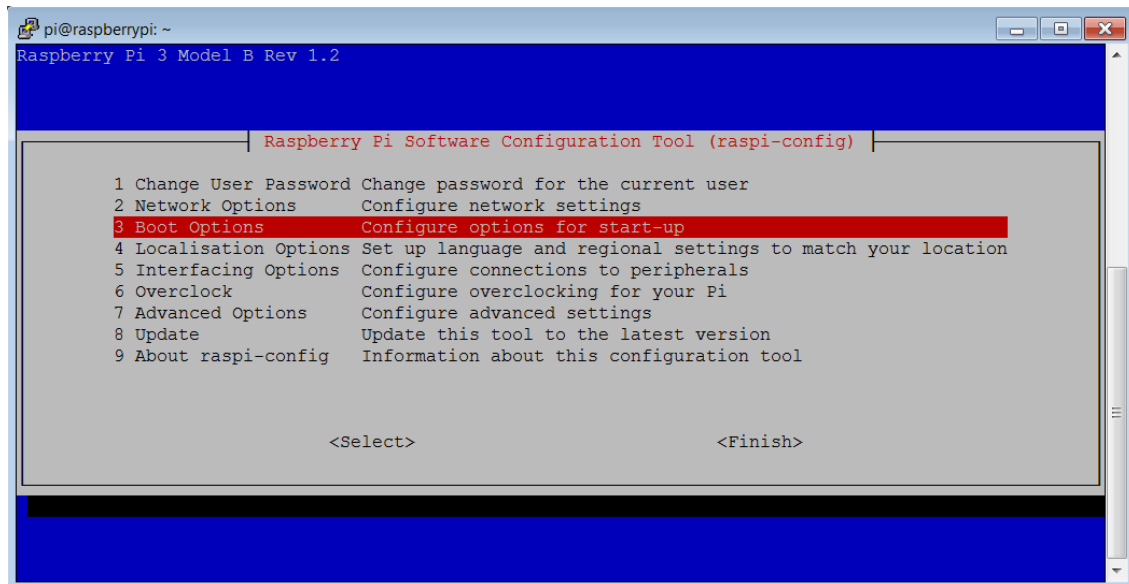 pi@raspberrypi: ~
Raspberry Pi 3 Model B Rev 1.2
Raspberry Pi Software Configuration Tool (raspi-config)
1 Change User Password Change password for the current user
2 Network Options Configure network settings
3 Boot Options Configure options for start-up
4 Localisation Options Set up language and regional settings to match your location
5 Interfacing Options Configure connections to peripherals
6 Overclock Configure overclocking for your Pi
7 Advanced Options Configure advanced settings
8 Update Update this tool to the latest version
9 About raspi-config Information about this configuration tool
<Select> <Finish>